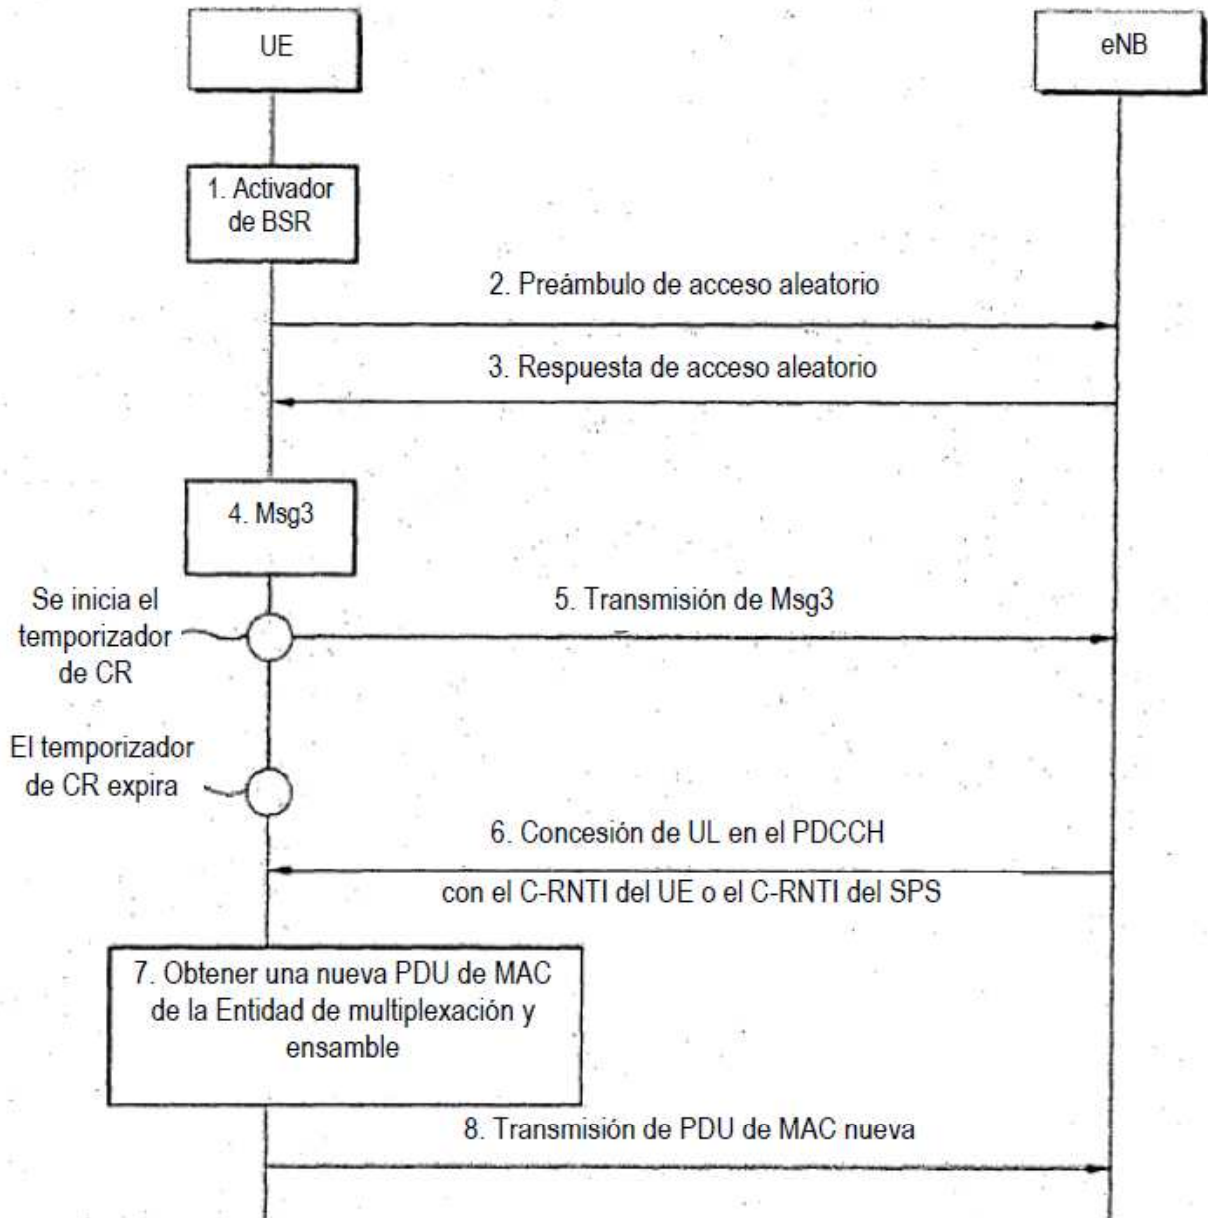 UE
eNB
1. Activador
de BSR
2. Preámbulo de acceso aleatorio
3. Respuesta de acceso aleatorio
4. Msg3
Se inicia el
temporizador
de CR
5. Transmisión de Msg3
El temporizador
de CR expira
6. Concesión de UL en el PDCCH
con el C-RNTI del UE o el C-RNTI del SPS
7. Obtener una nueva PDU de MAC
de la Entidad de multiplexación y
ensamble
8. Transmisión de PDU de MAC nueva